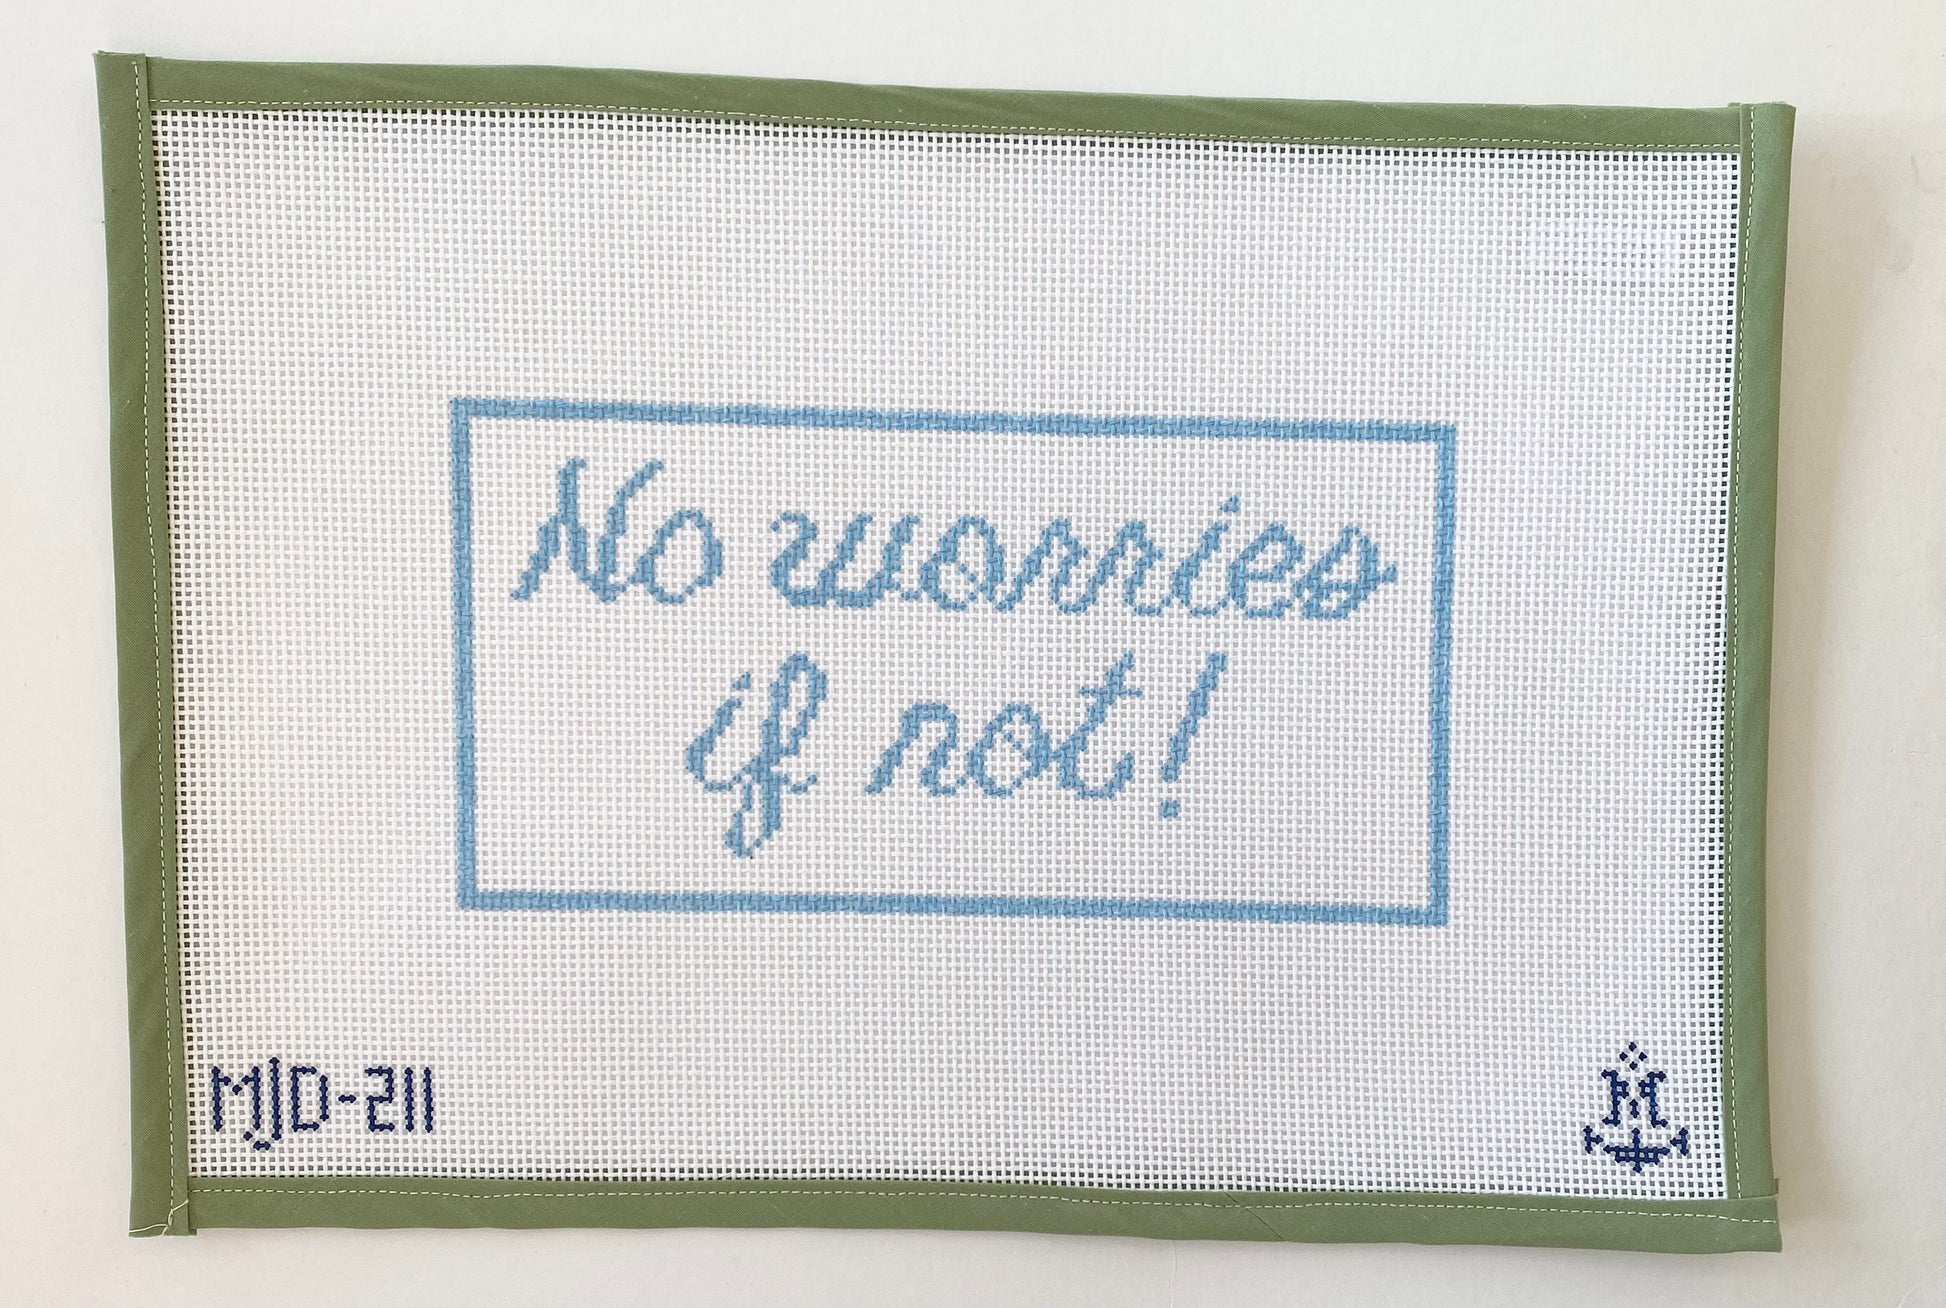 No worries
if not!
MJD-211
M